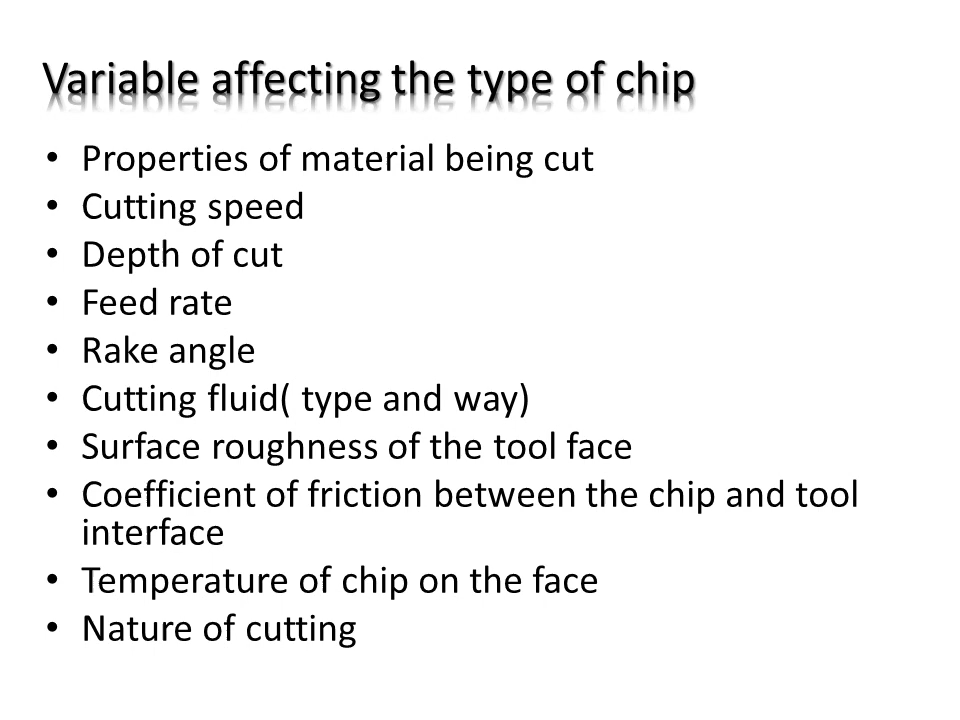 Variable affecting the type of chip
• Properties of material being cut
• Cutting speed
• Depth of cut
• Feed rate
• Rake angle
• Cutting fluid( type and way)
• Surface roughness of the tool face
• Coefficient of friction between the chip and tool
interface
• Temperature of chip on the face
• Nature of cutting